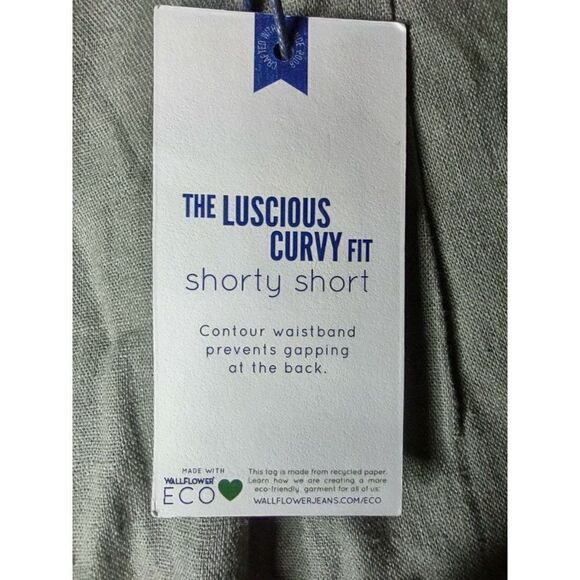 CRAFTED WITH
THE LUSCIOUS
CURVY FIT
shorty short
Contour waistband
prevents gapping
at the back.
MADE WITH
WALLFLOWER
ECO
This tag is made from recycled paper.
Learn how we are creating a more
eco-friendly garment for all of us:
WALLFLOWERJEANS.COM/ECO